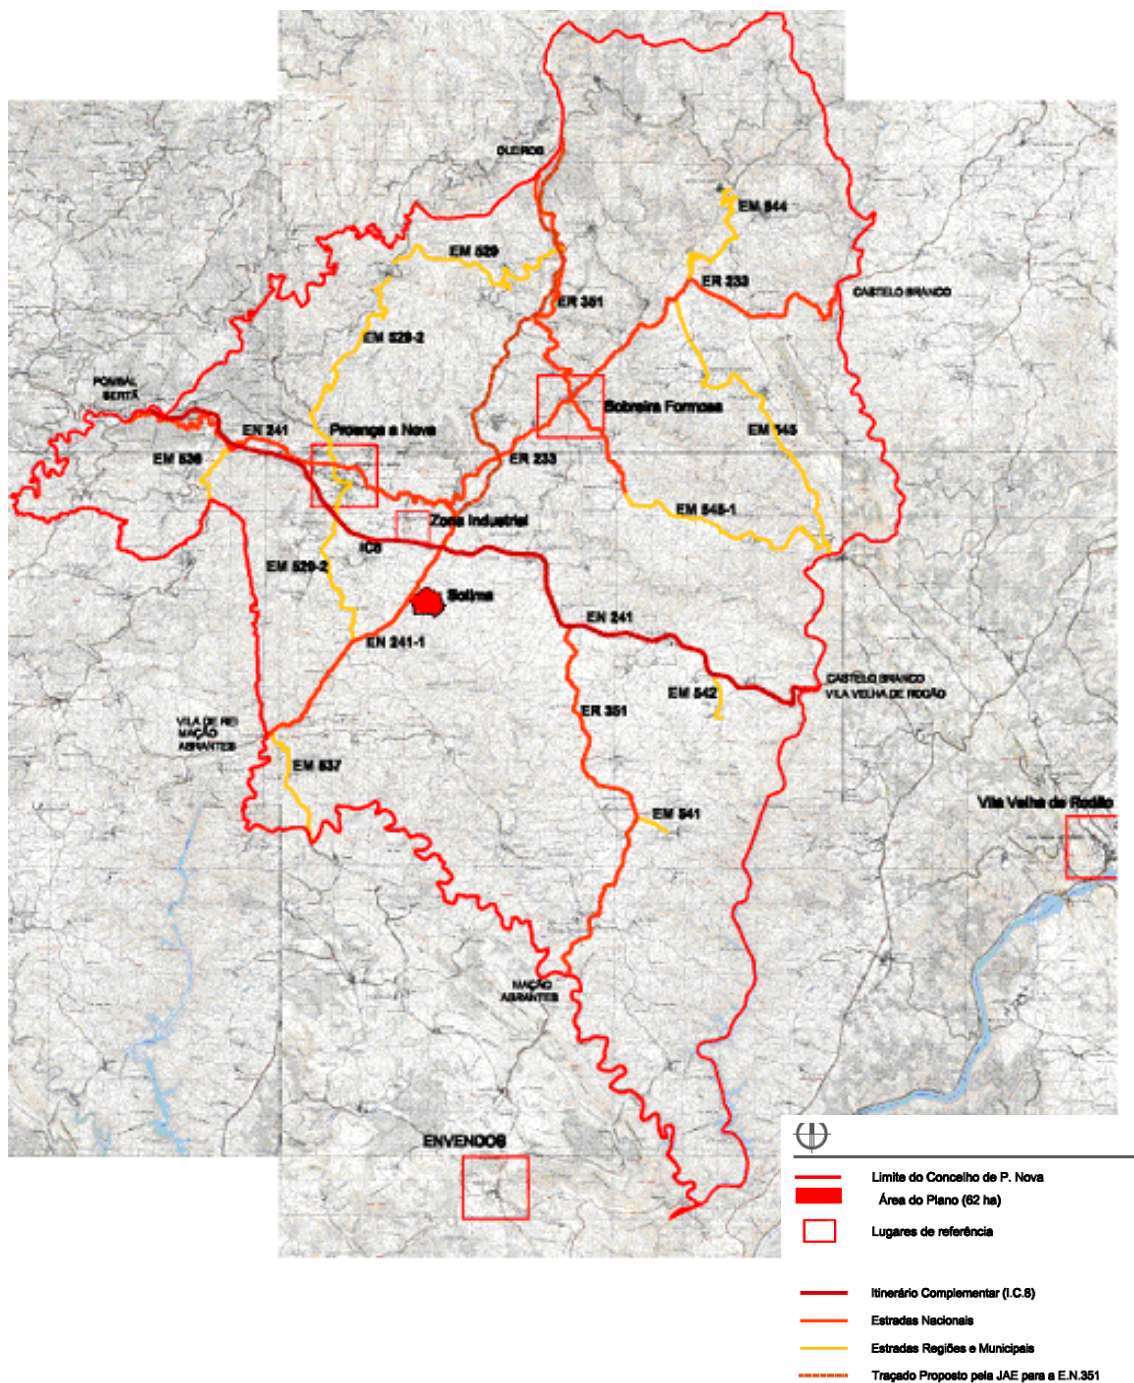 OLEIROS
EM 544
EM 529
ER 233
CASTELO BRANCO
ER 351
EM 529-2
POMBAL
SERTÃ
Sobreira Formosa
EN 241
Proença a Nova
EM 545
EM 536
ER 233
EM 545-1
Zona Industrial
IC8
EM 529-2
Sotima
EN 241
EN 241-1
CASTELO BRANCO
VILA VELHA DE RODÃO
EM 542
ER 351
VILA DE REI
MAÇÃO
ABRANTES
EM 537
Vila Velha de Rodão
EM 541
MAÇÃO
ABRANTES
ENVENDOS
Limite do Concelho de P. Nova
Área do Plano (62 ha)
Lugares de referência
Itinerário Complementar (I.C.8)
Estradas Nacionais
Estradas Regiões e Municipais
Traçado Proposto pela JAE para a E.N.351